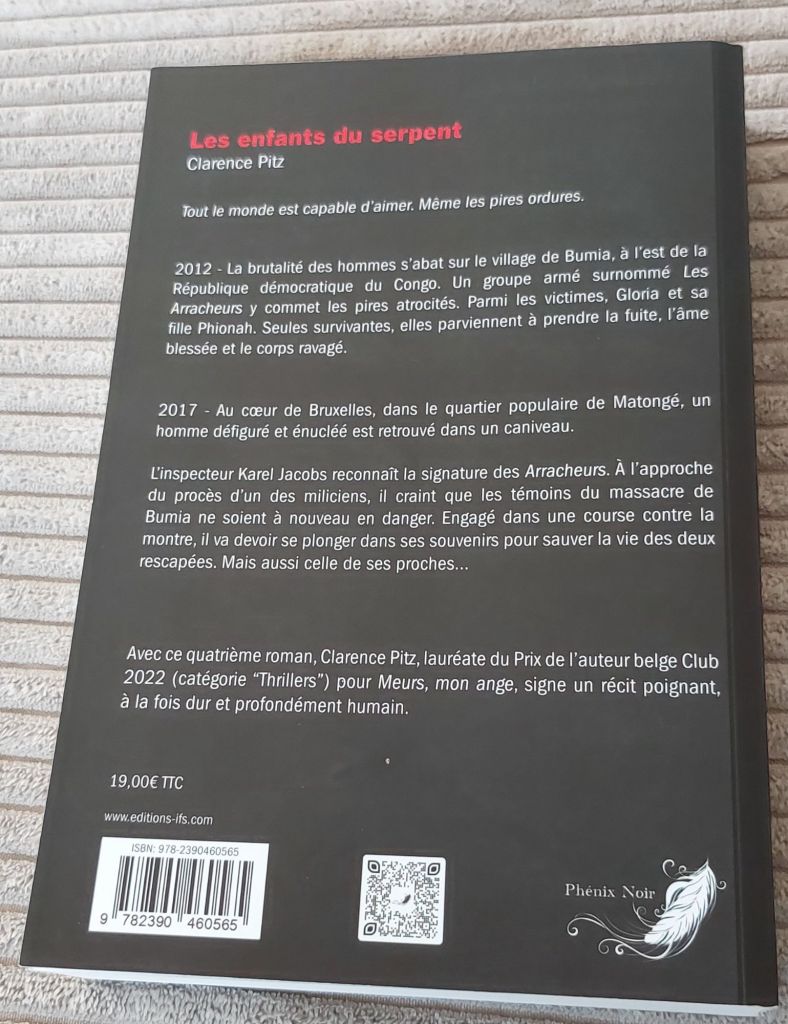 Les enfants du serpent
Clarence Pitz
Tout le monde est capable d'aimer. Même les pires ordures.
2012 - La brutalité des hommes s'abat sur le village de Bumia, à l'est de la
République démocratique du Congo. Un groupe armé surnommé Les
Arracheurs y commet les pires atrocités. Parmi les victimes, Gloria et sa
fille Phionah. Seules survivantes, elles parviennent à prendre la fuite, l'âme
blessée et le corps ravagé.
2017 - Au cœur de Bruxelles, dans le quartier populaire de Matongé, un
homme défiguré et énucléé est retrouvé dans un caniveau.
L'inspecteur Karel Jacobs reconnaît la signature des Arracheurs. À l'approche
du procès d'un des miliciens, il craint que les témoins du massacre de
Bumia ne soient à nouveau en danger. Engagé dans une course contre la
montre, il va devoir se plonger dans ses souvenirs pour sauver la vie des deux
rescapées. Mais aussi celle de ses proches...
Avec ce quatrième roman, Clarence Pitz, lauréate du Prix de l'auteur belge Club
2022 (catégorie "Thrillers") pour Meurs, mon ange, signe un récit poignant,
à la fois dur et profondément humain.
19,00€ TTC
www.editions-ifs.com
ISBN: 978-2390460565
9 782390 460565
Phénix Noir